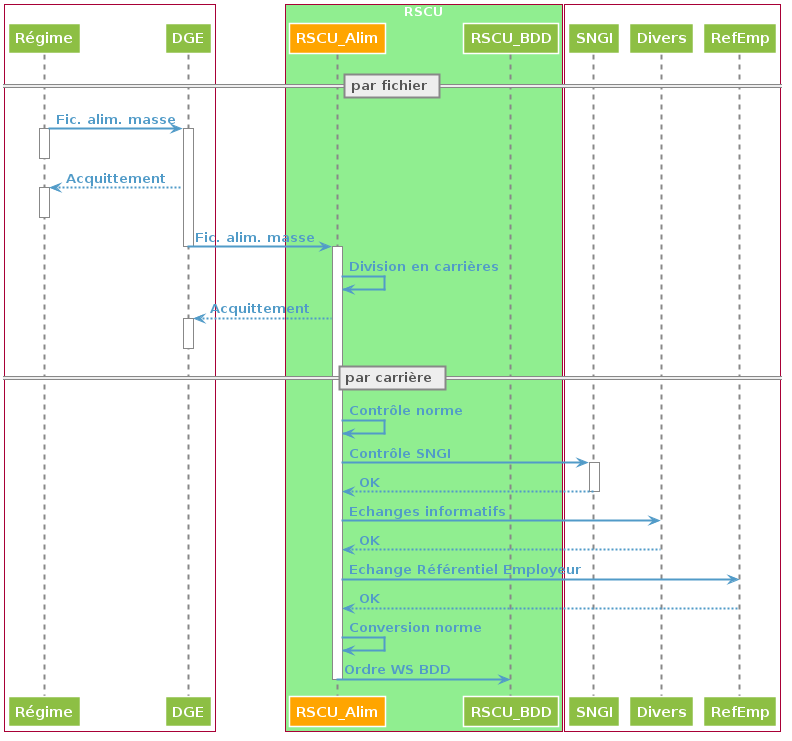 RSCU
Régime
DGE
RSCU_Alim
RSCU_BDD
SNGI
Divers
RefEmp
par fichier
Fic. alim. masse
Acquittement
Fic. alim. masse
Division en carrières
Acquittement
par carrière
Contrôle norme
Contrôle SNGI
OK
Echanges informatifs
OK
Echange Référentiel Employeur
OK
Conversion norme
Ordre WS BDD
Régime
DGE
RSCU_Alim
RSCU_BDD
SNGI
Divers
RefEmp